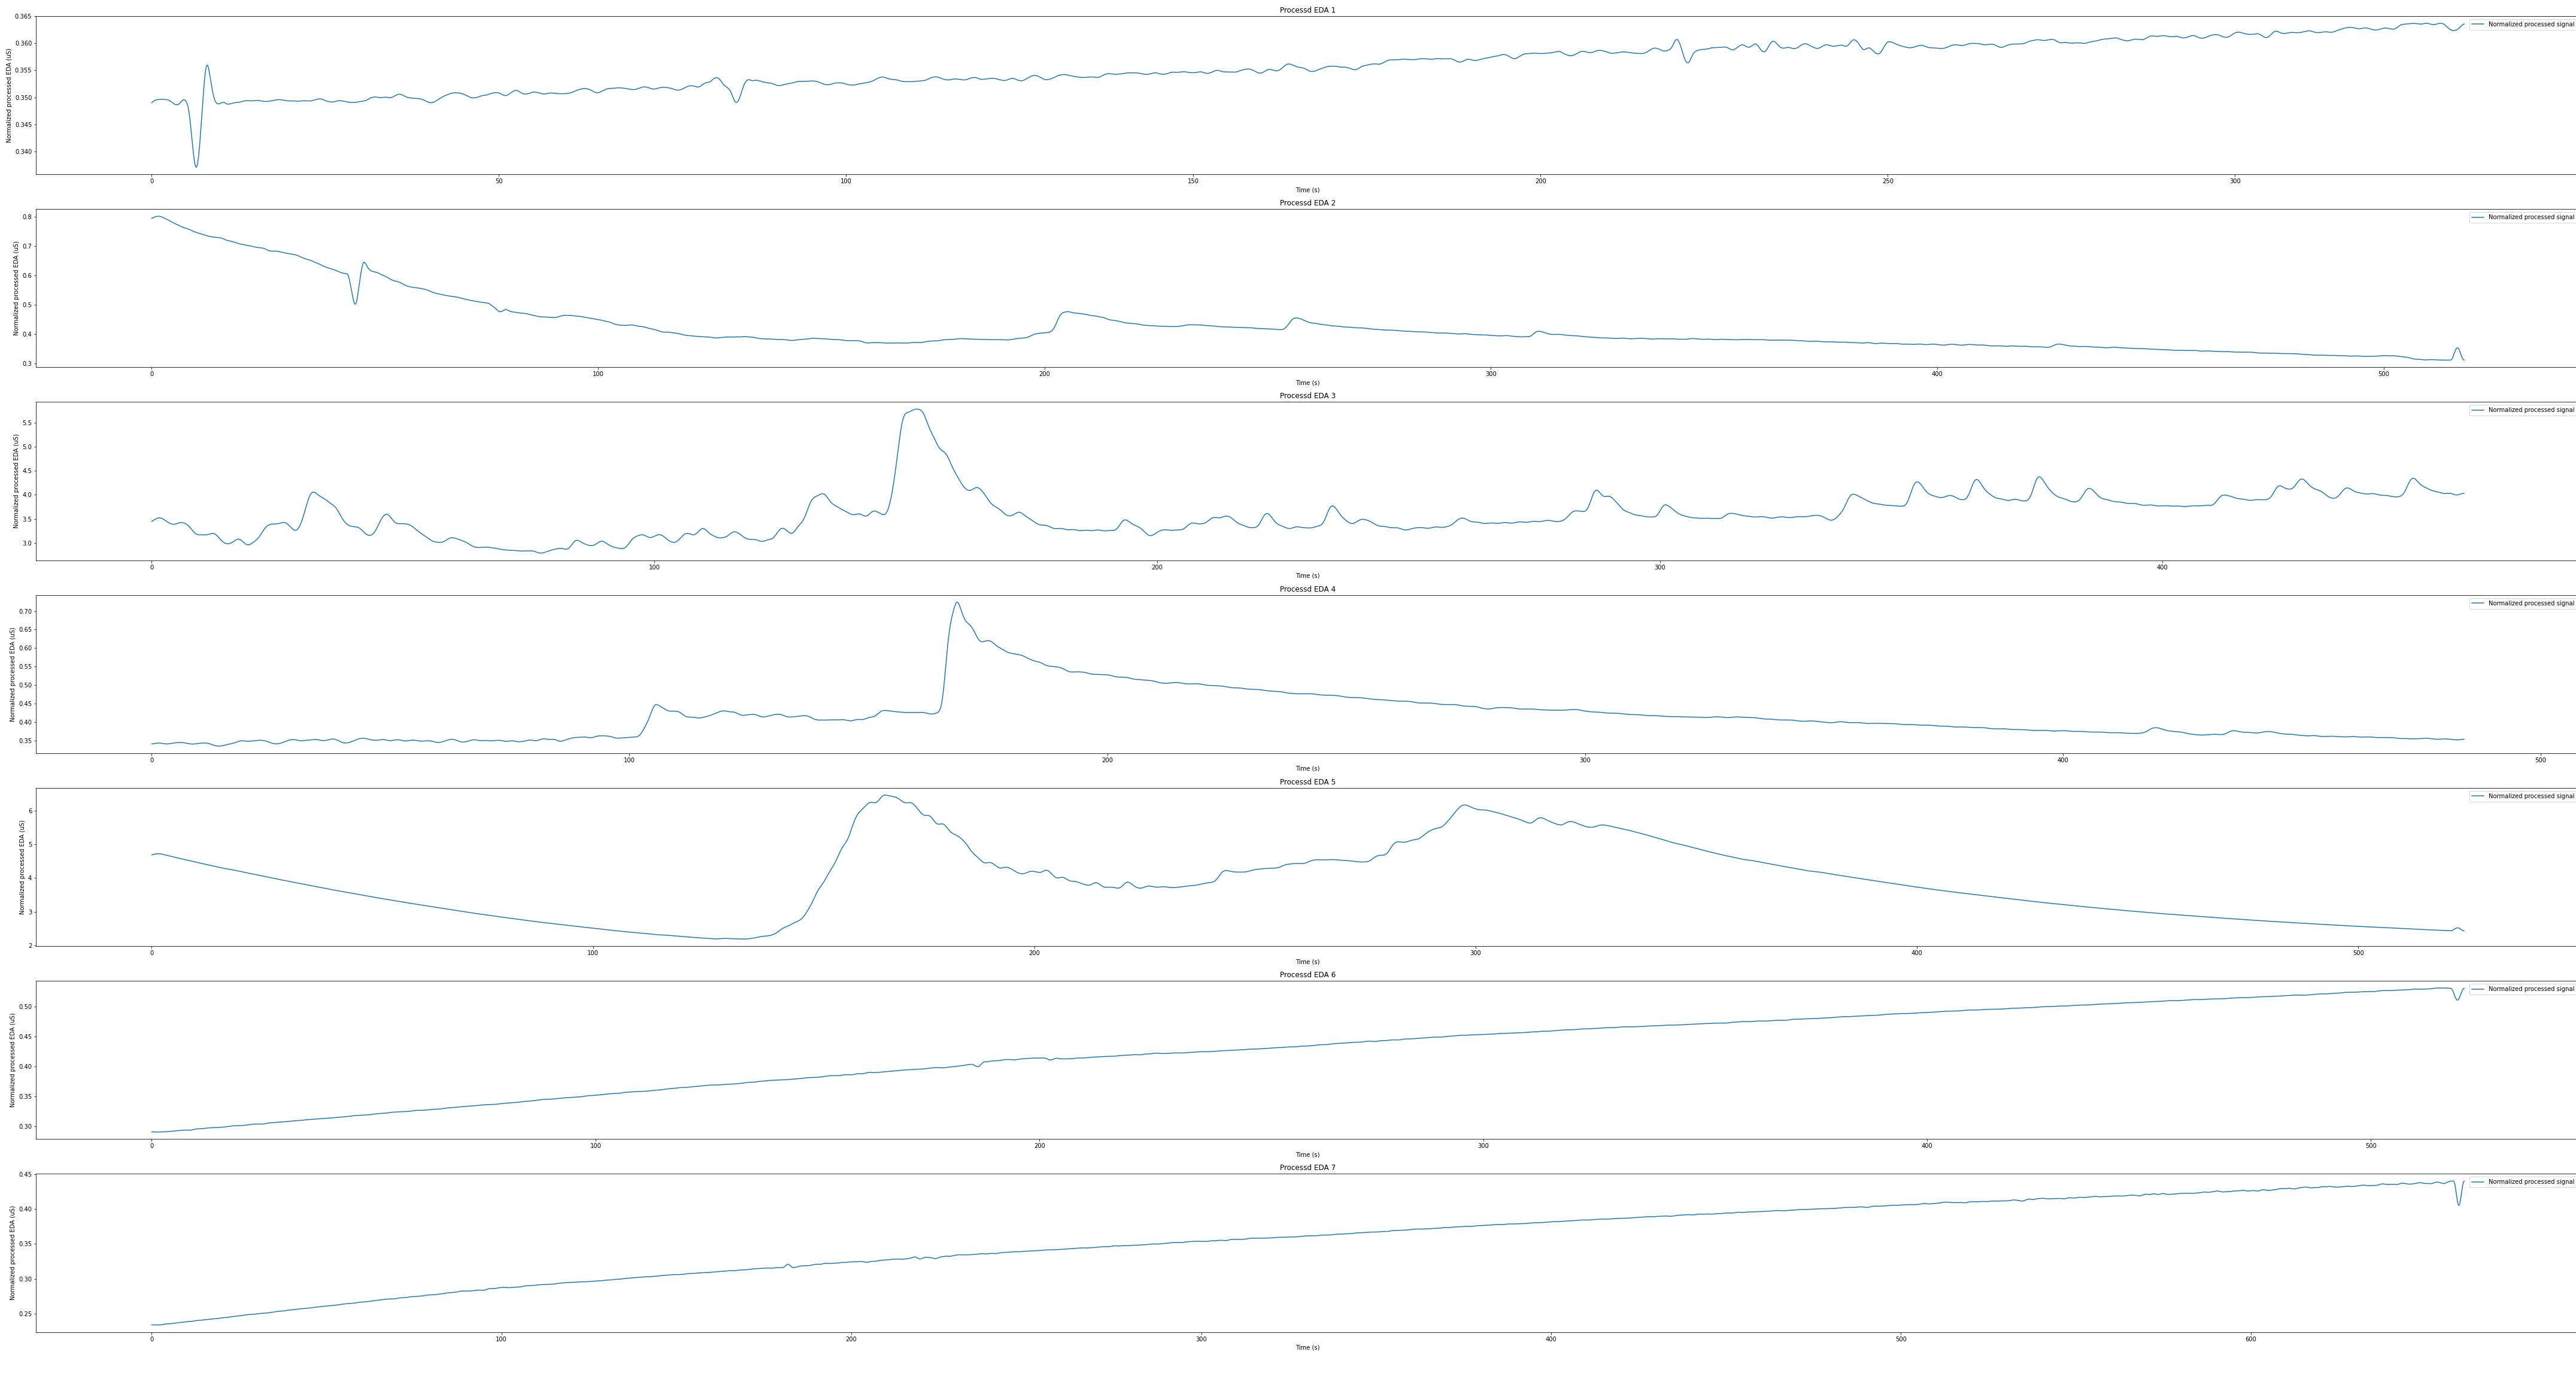 Processd EDA 1
Normalized processed EDA (uS)
0.365
0.360
0.355
0.350
0.345
0.340
Normalized processed signal
0 50 100 150 200 250 300
Time (s)
Processd EDA 2
Normalized processed EDA (uS)
0.8
0.7
0.6
0.5
0.4
0.3
Normalized processed signal
0 100 200 300 400 500
Time (s)
Processd EDA 3
Normalized processed EDA (uS)
5.5
5.0
4.5
4.0
3.5
3.0
Normalized processed signal
0 100 200 300 400
Time (s)
Processd EDA 4
Normalized processed EDA (uS)
0.70
0.65
0.60
0.55
0.50
0.45
0.40
0.35
Normalized processed signal
0 100 200 300 400 500
Time (s)
Processd EDA 5
Normalized processed EDA (uS)
6
5
4
3
2
Normalized processed signal
0 100 200 300 400 500
Time (s)
Processd EDA 6
Normalized processed EDA (uS)
0.50
0.45
0.40
0.35
0.30
Normalized processed signal
0 100 200 300 400 500
Time (s)
Processd EDA 7
Normalized processed EDA (uS)
0.45
0.40
0.35
0.30
0.25
Normalized processed signal
0 100 200 300 400 500 600
Time (s)